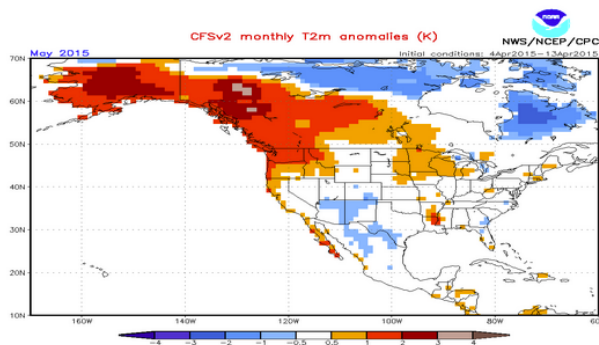 noaa
CFSv2 monthly T2m anomalies (K)
NWS/NCEP/CPC
May 2015
Initial conditions: 4Apr2015-13Apr2015
70N
60N
50N
40N
30N
20N
10N
160W 140W 120W 100W 80W 60W
-4 -3 -2 -1 -0.5 0.5 1 2 3 4